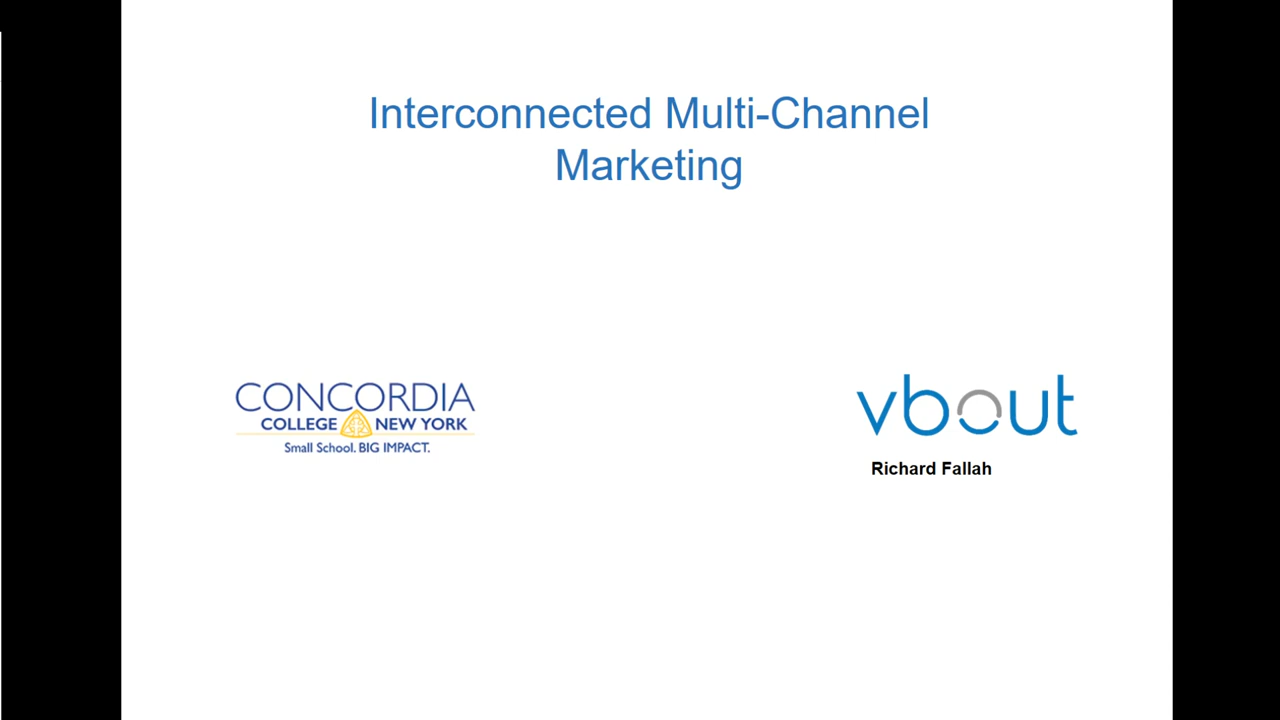 Interconnected Multi-Channel
Marketing
CONCORDIA
COLLEGE NEW YORK
Small School. BIG IMPACT.
vbout
Richard Fallah